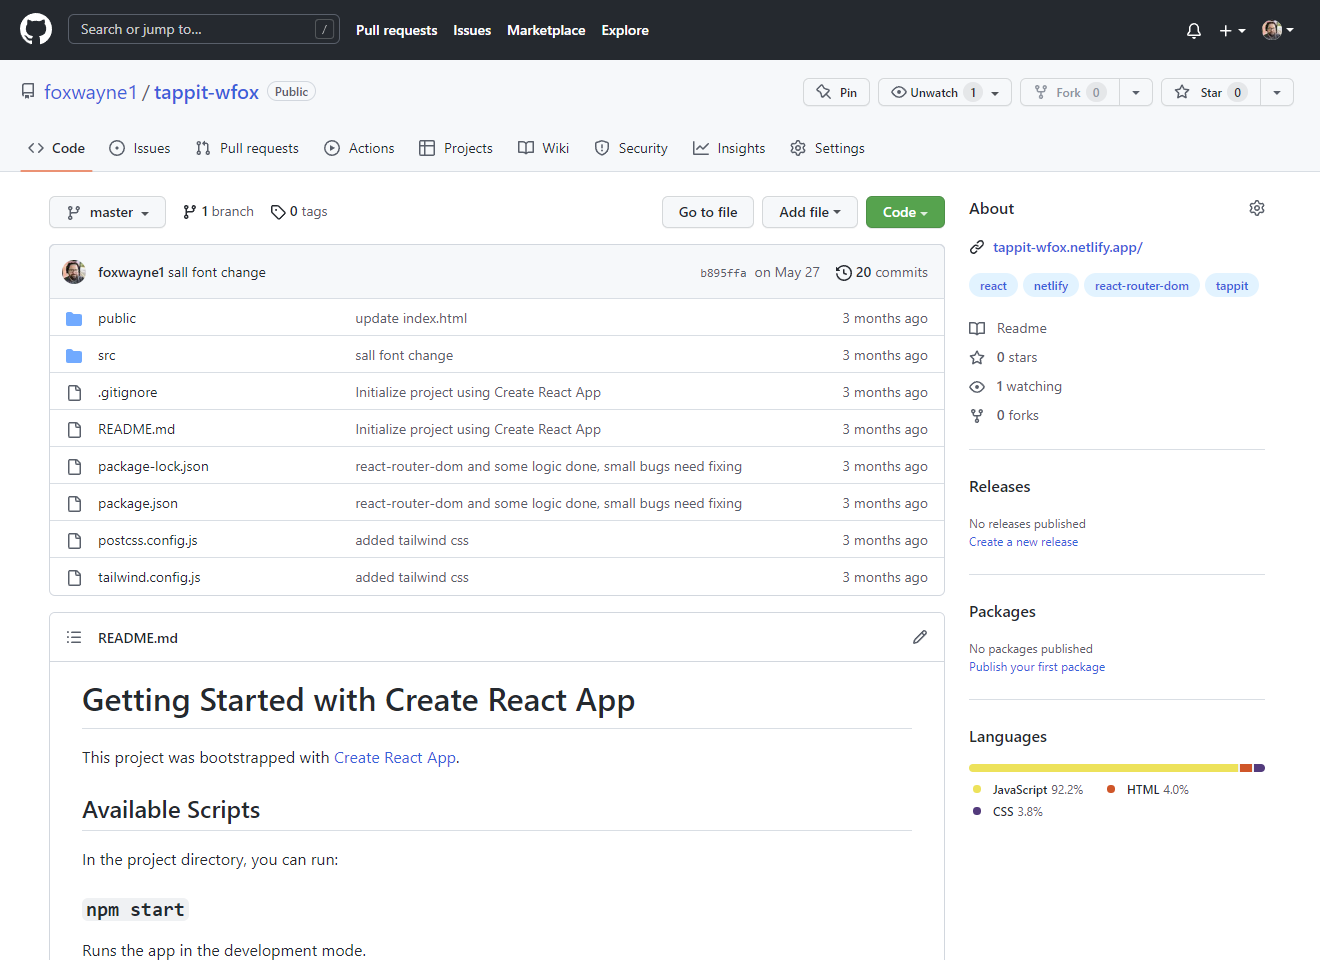 Search or jump to... /
Pull requests Issues Marketplace Explore
foxwayne1 / tappit-wfox Public
Pin Unwatch 1 Fork 0 Star 0
Code Issues Pull requests Actions Projects Wiki Security Insights Settings
master 1 branch 0 tags Go to file Add file Code
foxwayne1 sall font change b895ffa on May 27 20 commits
public update index.html 3 months ago
src sall font change 3 months ago
.gitignore Initialize project using Create React App 3 months ago
README.md Initialize project using Create React App 3 months ago
package-lock.json react-router-dom and some logic done, small bugs need fixing 3 months ago
package.json react-router-dom and some logic done, small bugs need fixing 3 months ago
postcss.config.js added tailwind css 3 months ago
tailwind.config.js added tailwind css 3 months ago
README.md
Getting Started with Create React App
This project was bootstrapped with Create React App.
Available Scripts
In the project directory, you can run:
npm start
Runs the app in the development mode.
About
tappit-wfox.netlify.app/
react netlify react-router-dom tappit
Readme
0 stars
1 watching
0 forks
Releases
No releases published
Create a new release
Packages
No packages published
Publish your first package
Languages
JavaScript 92.2% HTML 4.0%
CSS 3.8%